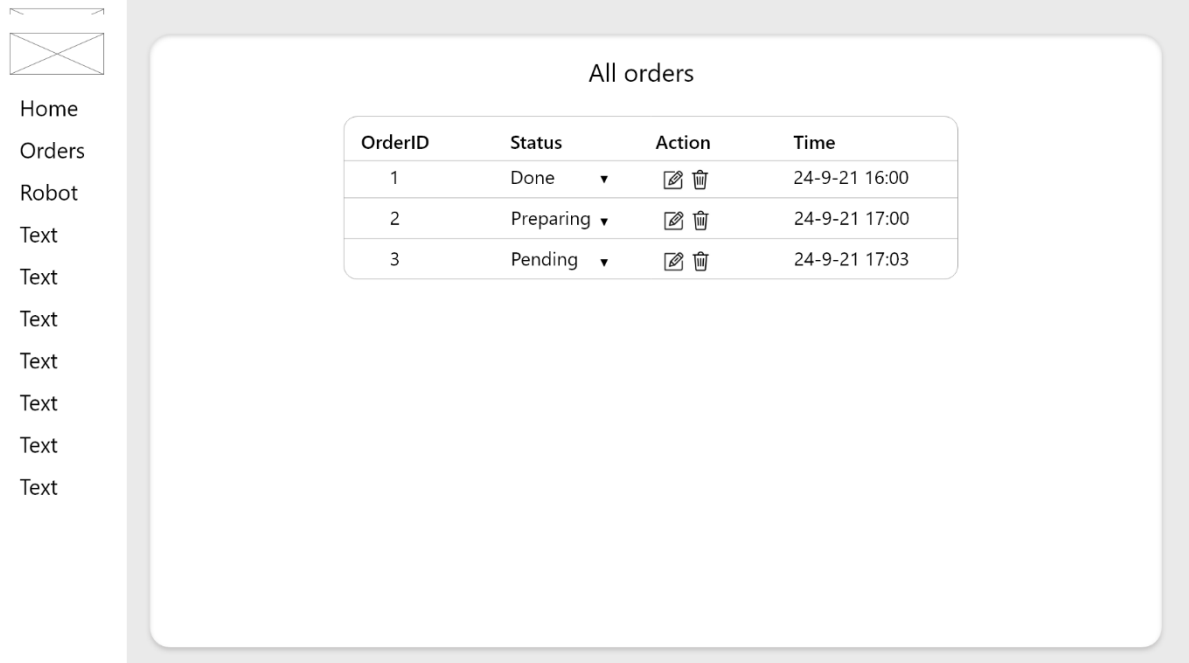 Home
Orders
Robot
Text
Text
Text
Text
Text
Text
Text
All orders
OrderID Status Action Time
1 Done 24-9-21 16:00
2 Preparing 24-9-21 17:00
3 Pending 24-9-21 17:03